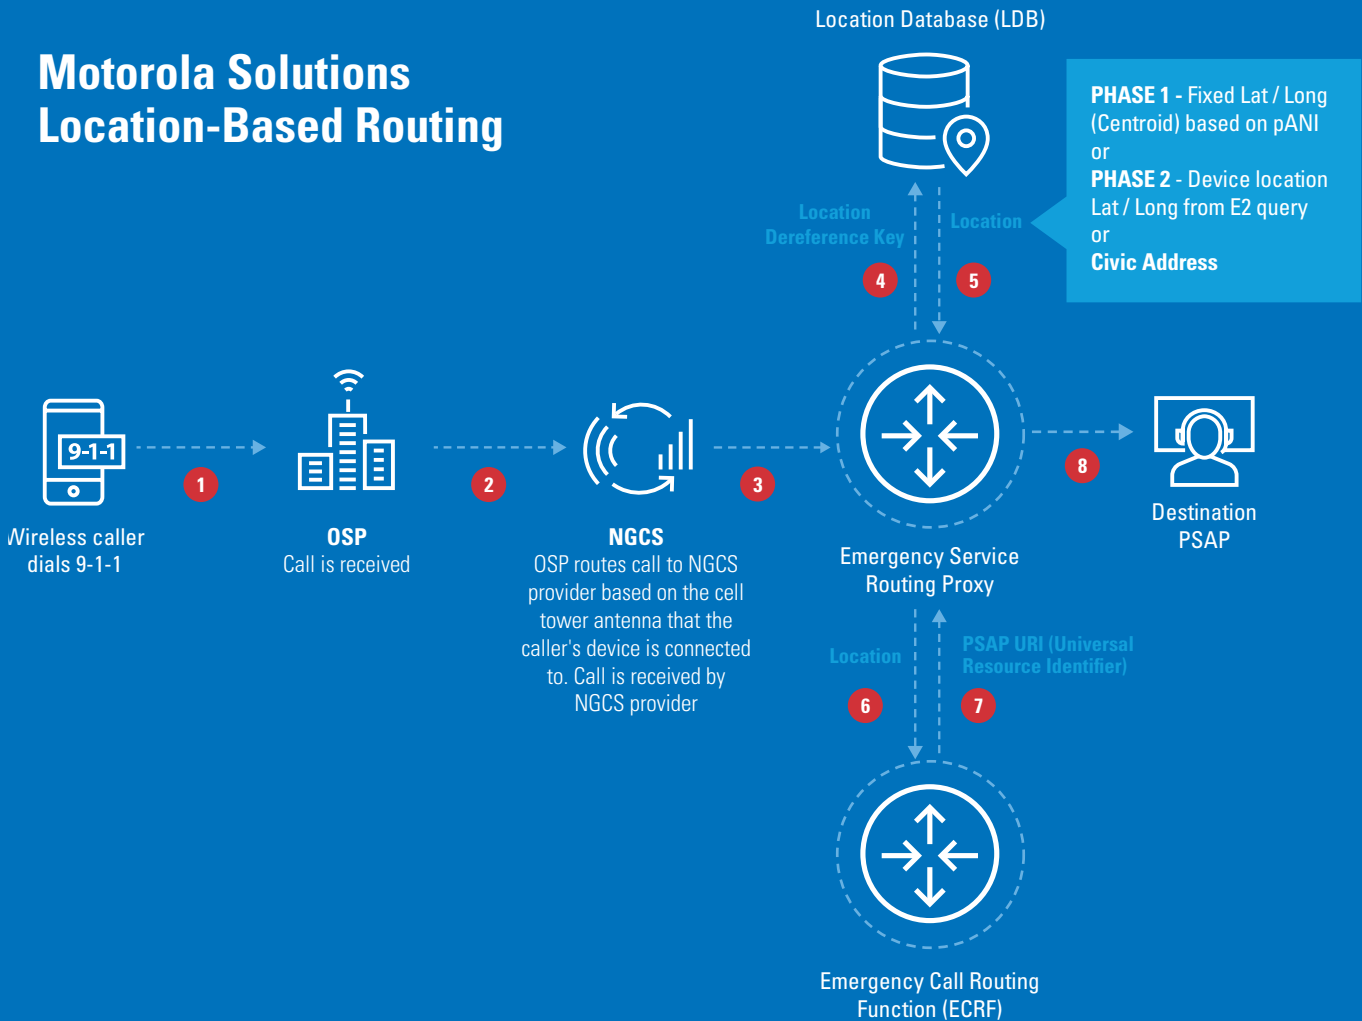 Motorola Solutions
Location-Based Routing
Location Database (LDB)
PHASE 1 - Fixed Lat / Long
(Centroid) based on pANI
or
PHASE 2 - Device location
Lat / Long from E2 query
or
Civic Address
Location
Dereference Key
4
Location
5
9-1-1
Wireless caller
dials 9-1-1
1
OSP
Call is received
2
NGCS
OSP routes call to NGCS
provider based on the cell
tower antenna that the
caller's device is connected
to. Call is received by
NGCS provider
3
Emergency Service
Routing Proxy
8
Destination
PSAP
Location
6
PSAP URI (Universal
Resource Identifier)
7
Emergency Call Routing
Function (ECRF)